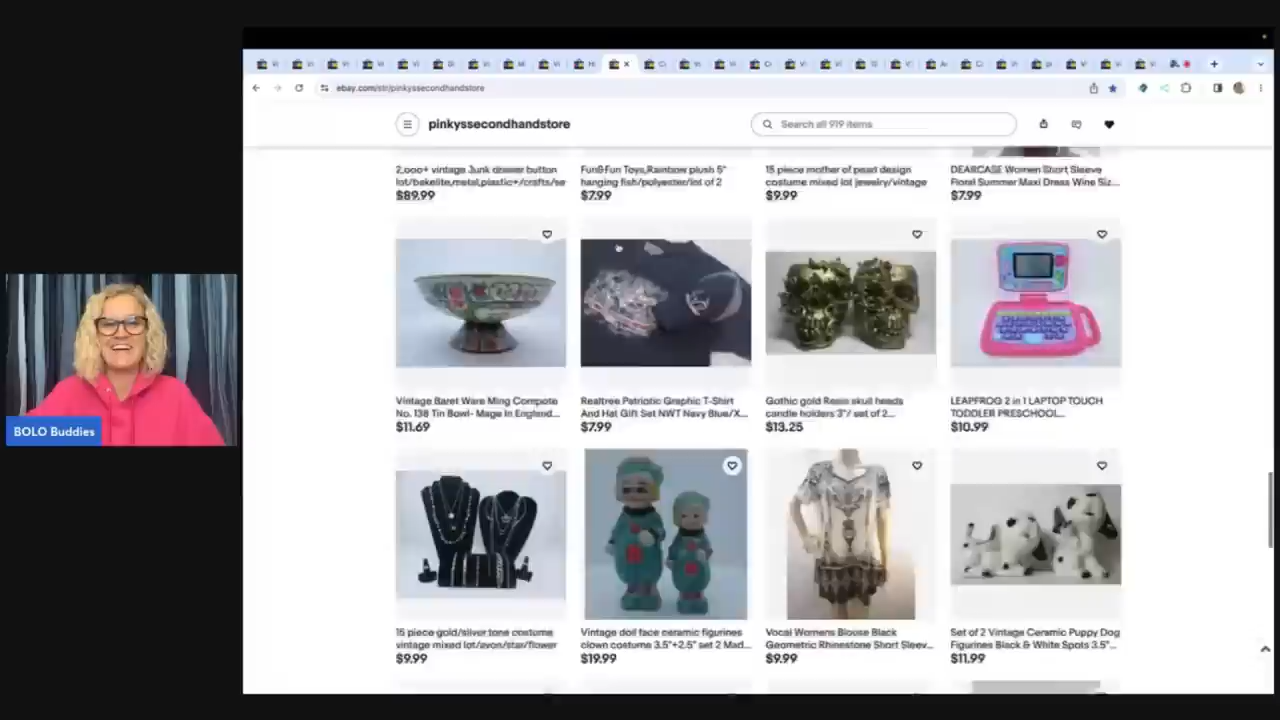 ebay.com/str/pinkyssecondhandstore
pinkyssecondhandstore
Search all 919 items
2,000+ vintage Junk drawer button
lot/bakelite,metal,plastic+/crafts/se
$89.99
Fun&Fun Toys,Rainbow plush 5"
hanging fish/polyester/lot of 2
$7.99
15 piece mother of pearl design
costume mixed lot jewelry/vintage
$9.99
DEARCASE Women Short Sleeve
Floral Summer Maxi Dress Wine Siz...
$7.99
Vintage Baret Ware Ming Compote
No. 138 Tin Bowl- Mage In England...
$11.69
Realtree Patriotic Graphic T-Shirt
And Hat Gift Set NWT Navy Blue/X...
$7.99
Gothic gold Resin skull heads
candle holders 3"/ set of 2...
$13.25
LEAPFROG 2 in 1 LAPTOP TOUCH
TODDLER PRESCHOOL...
$10.99
BOLO Buddies
15 piece gold/silver tone costume
vintage mixed lot/avon/star/flower
$9.99
Vintage doll face ceramic figurines
clown costume 3.5"+2.5" set 2 Mad...
$19.99
Vocal Womens Blouse Black
Geometric Rhinestone Short Sleev...
$9.99
Set of 2 Vintage Ceramic Puppy Dog
Figurines Black & White Spots 3.5"...
$11.99